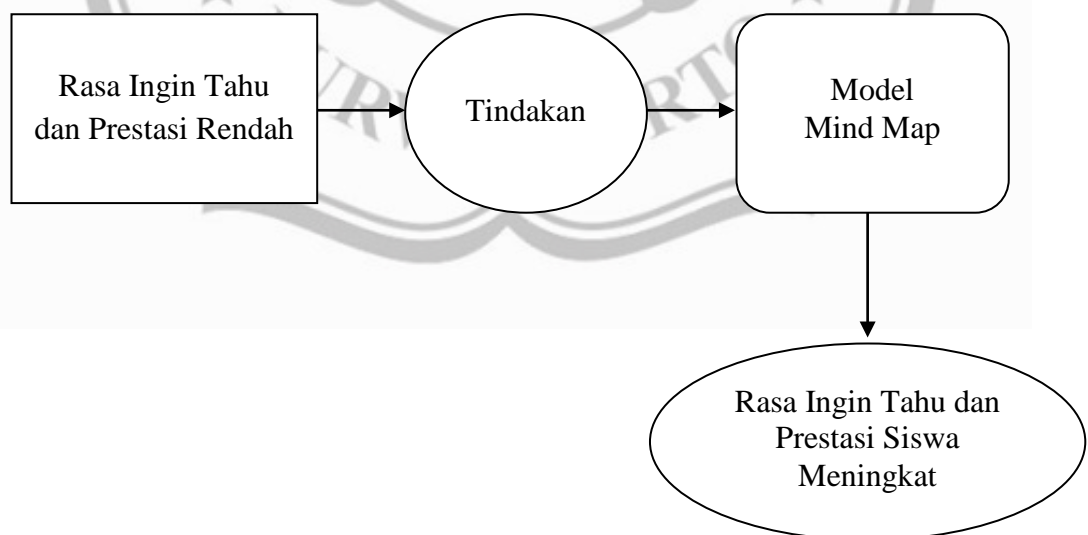 Rasa Ingin Tahu
dan Prestasi Rendah
Tindakan
Model
Mind Map
Rasa Ingin Tahu dan
Prestasi Siswa
Meningkat